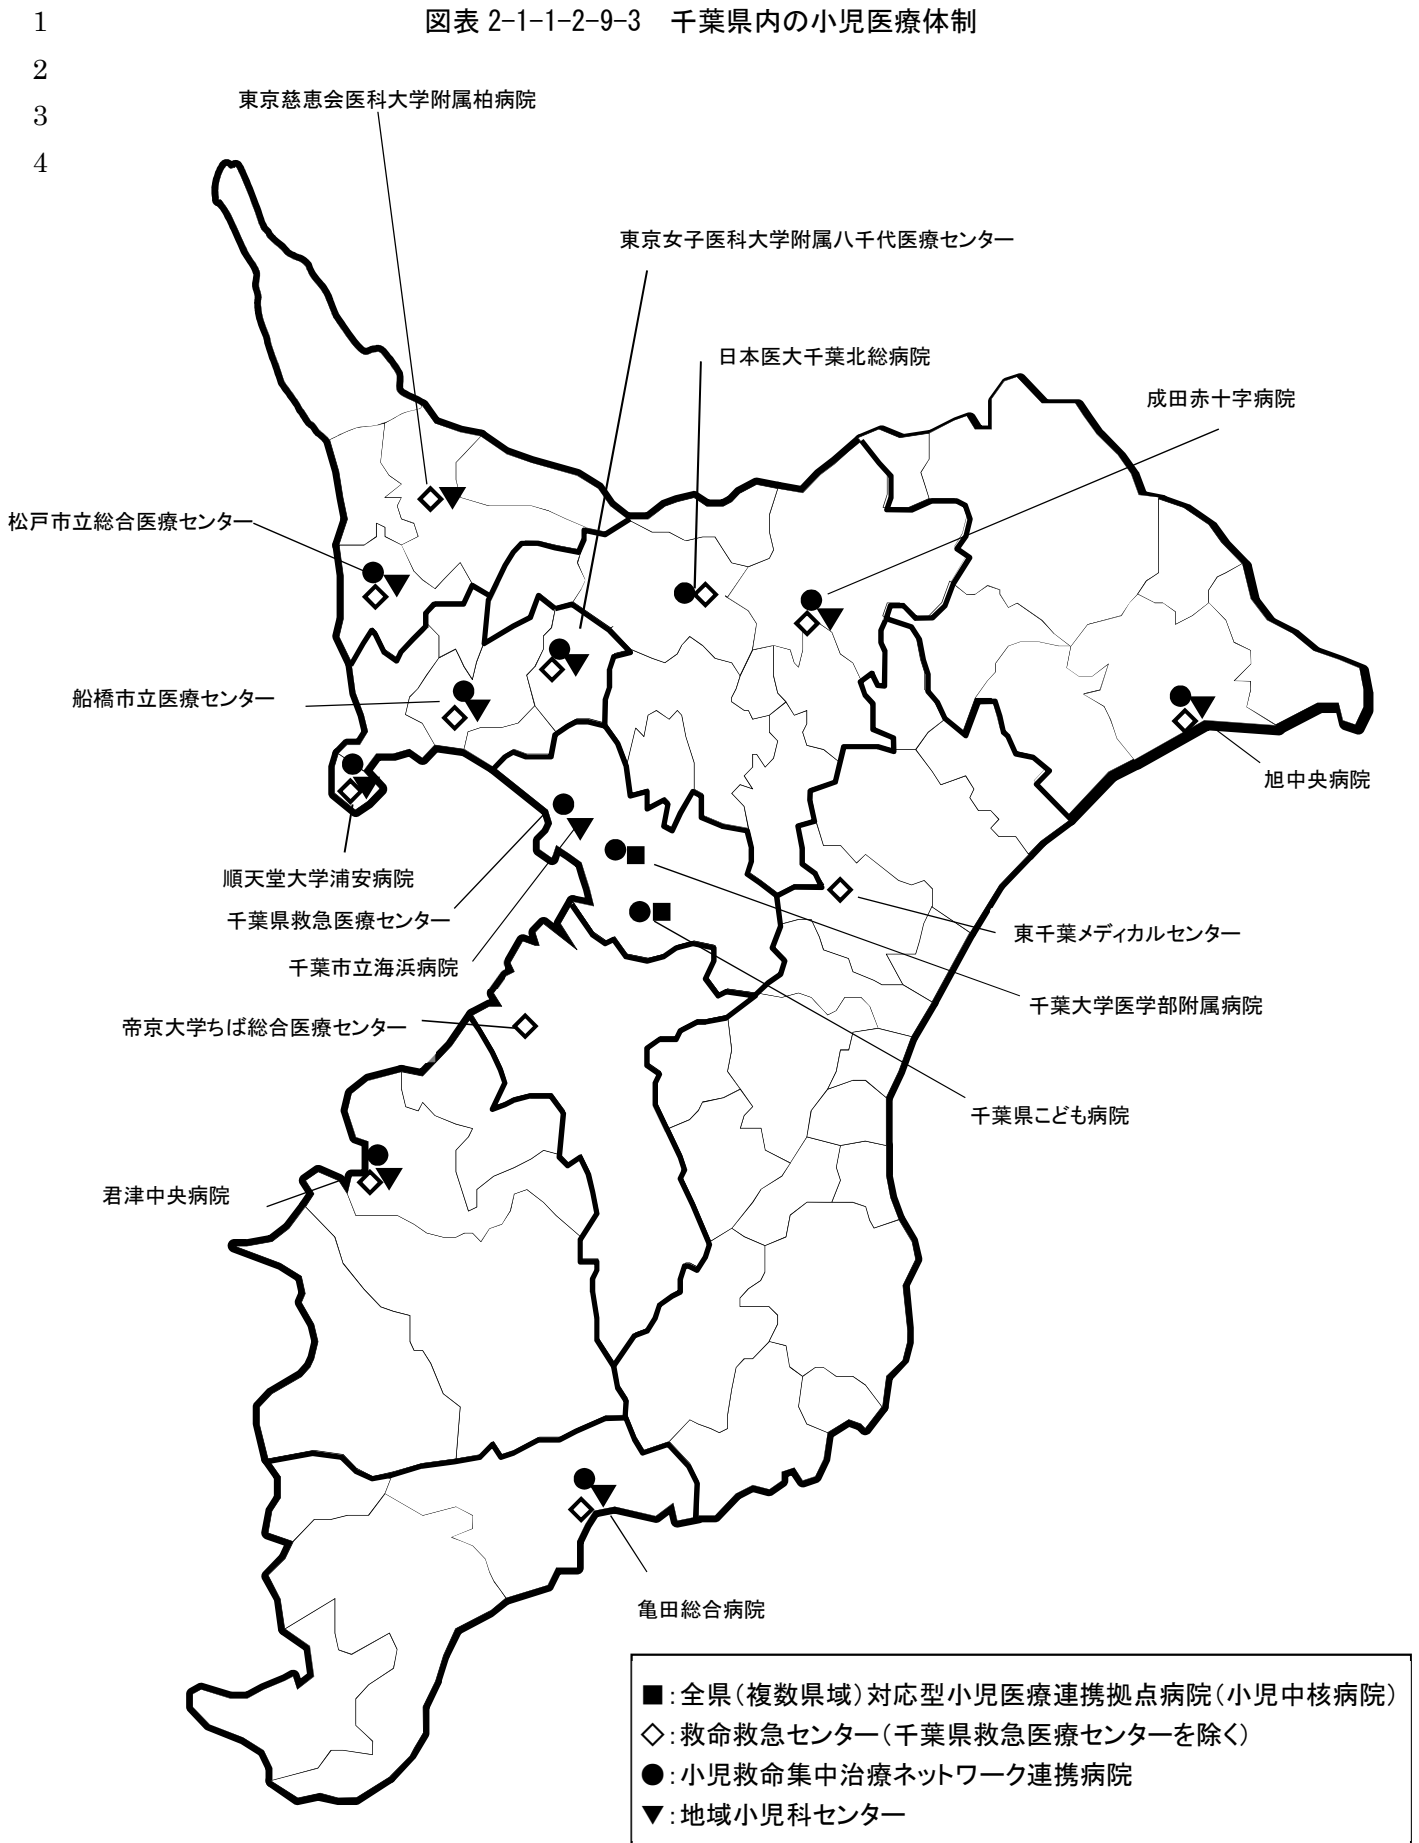 1
図表 2-1-1-2-9-3　千葉県内の小児医療体制
2
東京慈恵会医科大学附属柏病院
3
4
東京女子医科大学附属八千代医療センター
日本医大千葉北総病院
成田赤十字病院
松戸市立総合医療センター
船橋市立医療センター
旭中央病院
順天堂大学浦安病院
千葉県救急医療センター
東千葉メディカルセンター
千葉市立海浜病院
千葉大学医学部附属病院
帝京大学ちば総合医療センター
千葉県こども病院
君津中央病院
亀田総合病院
■:全県(複数県域)対応型小児医療連携拠点病院(小児中核病院)
◇:救命救急センター(千葉県救急医療センターを除く)
●:小児救命集中治療ネットワーク連携病院
▼:地域小児科センター